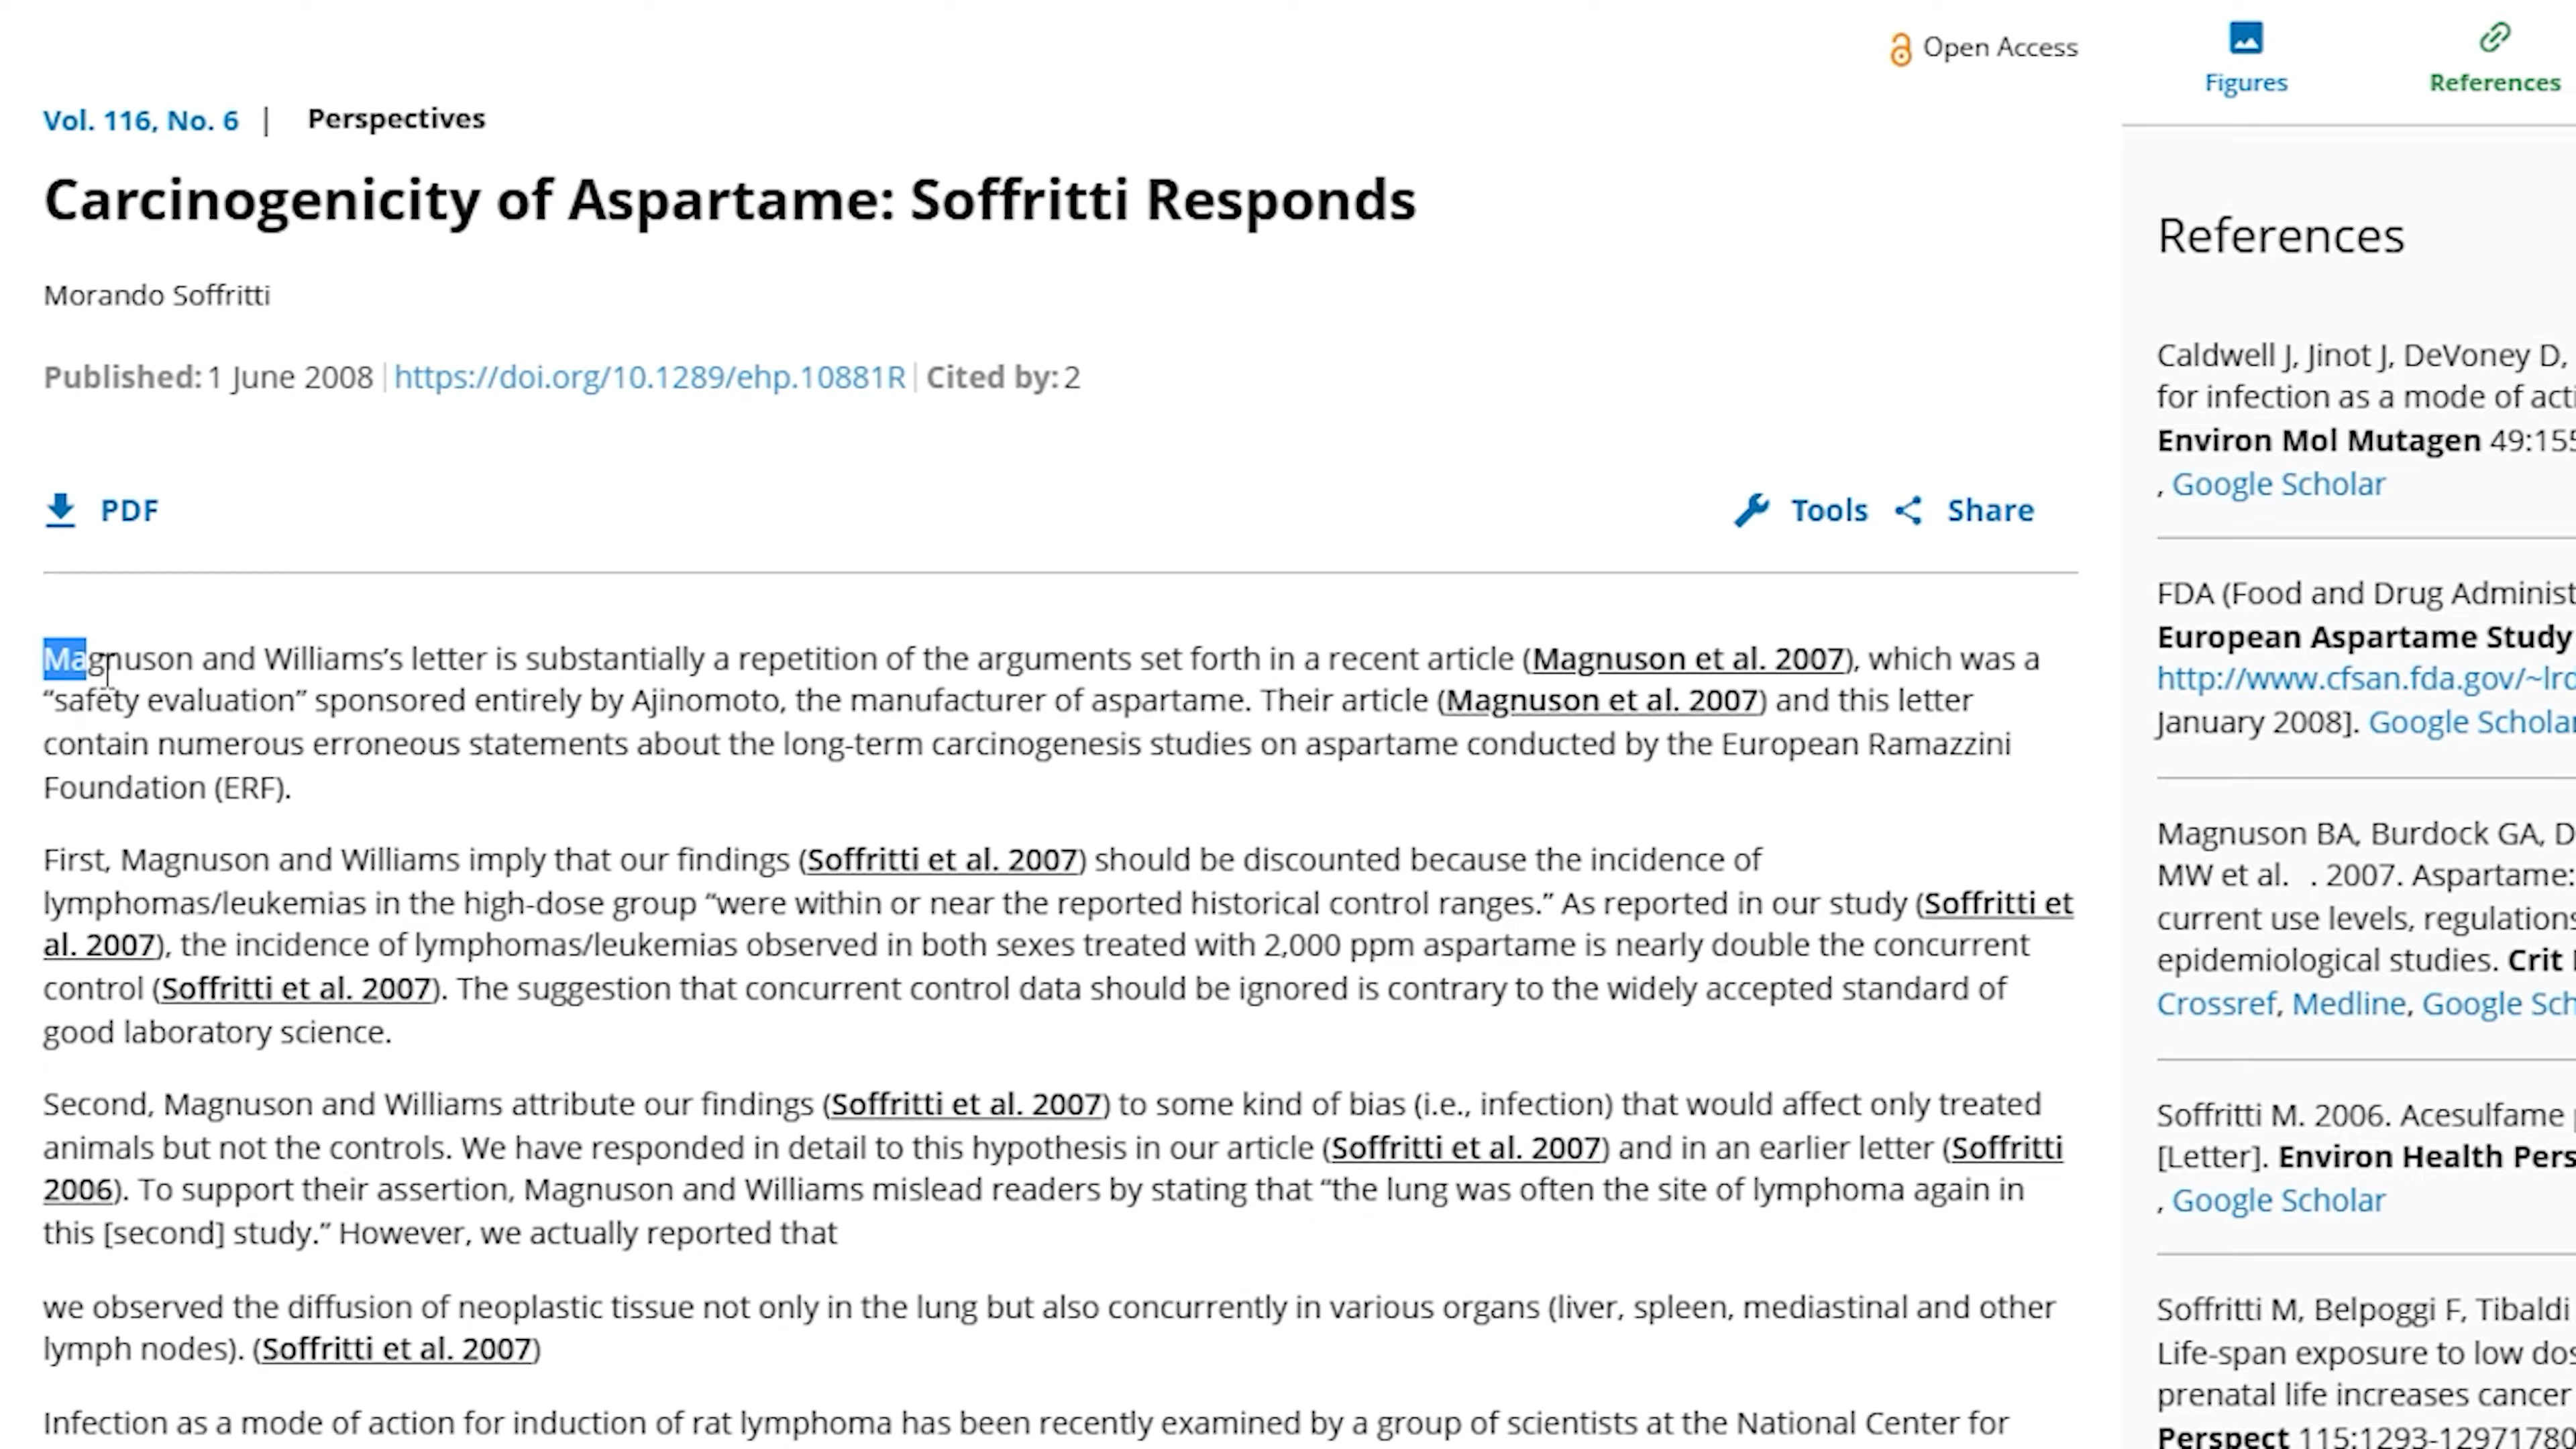 Open Access
Vol. 116, No. 6 | Perspectives
Carcinogenicity of Aspartame: Soffritti Responds
Morando Soffritti
Published: 1 June 2008 | https://doi.org/10.1289/ehp.10881R | Cited by: 2
PDF
Tools Share
Magnuson and Williams’s letter is substantially a repetition of the arguments set forth in a recent article (Magnuson et al. 2007), which was a
“safety evaluation” sponsored entirely by Ajinomoto, the manufacturer of aspartame. Their article (Magnuson et al. 2007) and this letter
contain numerous erroneous statements about the long-term carcinogenesis studies on aspartame conducted by the European Ramazzini
Foundation (ERF).
First, Magnuson and Williams imply that our findings (Soffritti et al. 2007) should be discounted because the incidence of
lymphomas/leukemias in the high-dose group “were within or near the reported historical control ranges.” As reported in our study (Soffritti et
al. 2007), the incidence of lymphomas/leukemias observed in both sexes treated with 2,000 ppm aspartame is nearly double the concurrent
control (Soffritti et al. 2007). The suggestion that concurrent control data should be ignored is contrary to the widely accepted standard of
good laboratory science.
Second, Magnuson and Williams attribute our findings (Soffritti et al. 2007) to some kind of bias (i.e., infection) that would affect only treated
animals but not the controls. We have responded in detail to this hypothesis in our article (Soffritti et al. 2007) and in an earlier letter (Soffritti
2006). To support their assertion, Magnuson and Williams mislead readers by stating that “the lung was often the site of lymphoma again in
this [second] study.” However, we actually reported that
we observed the diffusion of neoplastic tissue not only in the lung but also concurrently in various organs (liver, spleen, mediastinal and other
lymph nodes). (Soffritti et al. 2007)
Infection as a mode of action for induction of rat lymphoma has been recently examined by a group of scientists at the National Center for
Figures References
References
Caldwell J, Jinot J, DeVoney D,
for infection as a mode of acti
Environ Mol Mutagen 49:155
, Google Scholar
FDA (Food and Drug Administ
European Aspartame Study
http://www.cfsan.fda.gov/~lrd
January 2008]. Google Scholar
Magnuson BA, Burdock GA, D
MW et al. . 2007. Aspartame:
current use levels, regulations
epidemiological studies. Crit
Crossref, Medline, Google Sch
Soffritti M. 2006. Acesulfame
[Letter]. Environ Health Pers
, Google Scholar
Soffritti M, Belpoggi F, Tibaldi
Life-span exposure to low dos
prenatal life increases cancer
Perspect 115:1293-12971780